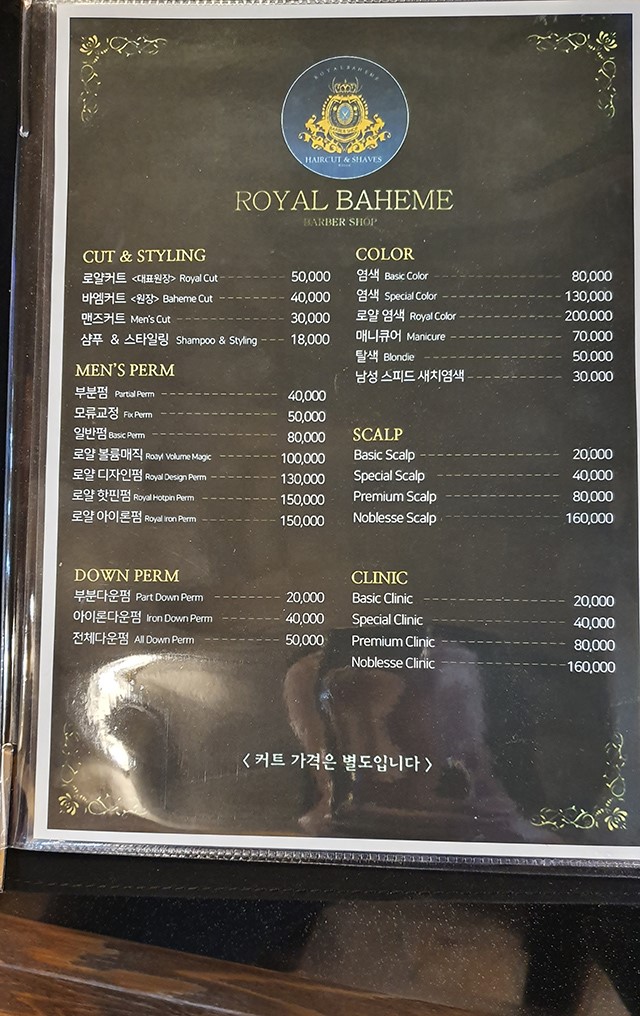 ROYAL BAHEME
HAIRCUT & SHAVES
ROYAL BAHEME
BARBER SHOP
CUT & STYLING
로얄커트 <대표원장> Royal Cut 50,000
바엠커트 <원장> Baheme Cut 40,000
맨즈커트 Men's Cut 30,000
샴푸 & 스타일링 Shampoo & Styling 18,000
MEN'S PERM
부분펌 Partial Perm 40,000
모류교정 Fix Perm 50,000
일반펌 Basic Perm 80,000
로얄 볼륨매직 Roayl Volume Magic 100,000
로얄 디자인펌 Royal Design Perm 130,000
로얄 핫핀펌 Royal Hotpin Perm 150,000
로얄 아이론펌 Royal Iron Perm 150,000
DOWN PERM
부분다운펌 Part Down Perm 20,000
아이론다운펌 Iron Down Perm 40,000
전체다운펌 All Down Perm 50,000
COLOR
염색 Basic Color 80,000
염색 Special Color 130,000
로얄 염색 Royal Color 200.000
매니큐어 Manicure 70.000
탈색 Blondie 50.000
남성 스피드 새치염색 30.000
SCALP
Basic Scalp 20,000
Special Scalp 40,000
Premium Scalp 80,000
Noblesse Scalp 160,000
CLINIC
Basic Clinic 20,000
Special Clinic 40,000
Premium Clinic 80,000
Noblesse Clinic 160,000
< 커트 가격은 별도입니다 >